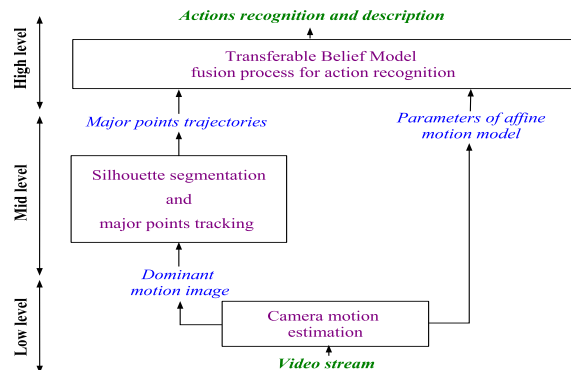 Actions recognition and description
High level
Transferable Belief Model
fusion process for action recognition
Major points trajectories
Parameters of affine
motion model
Mid level
Silhouette segmentation
and
major points tracking
Dominant
motion image
Low level
Camera motion
estimation
Video stream